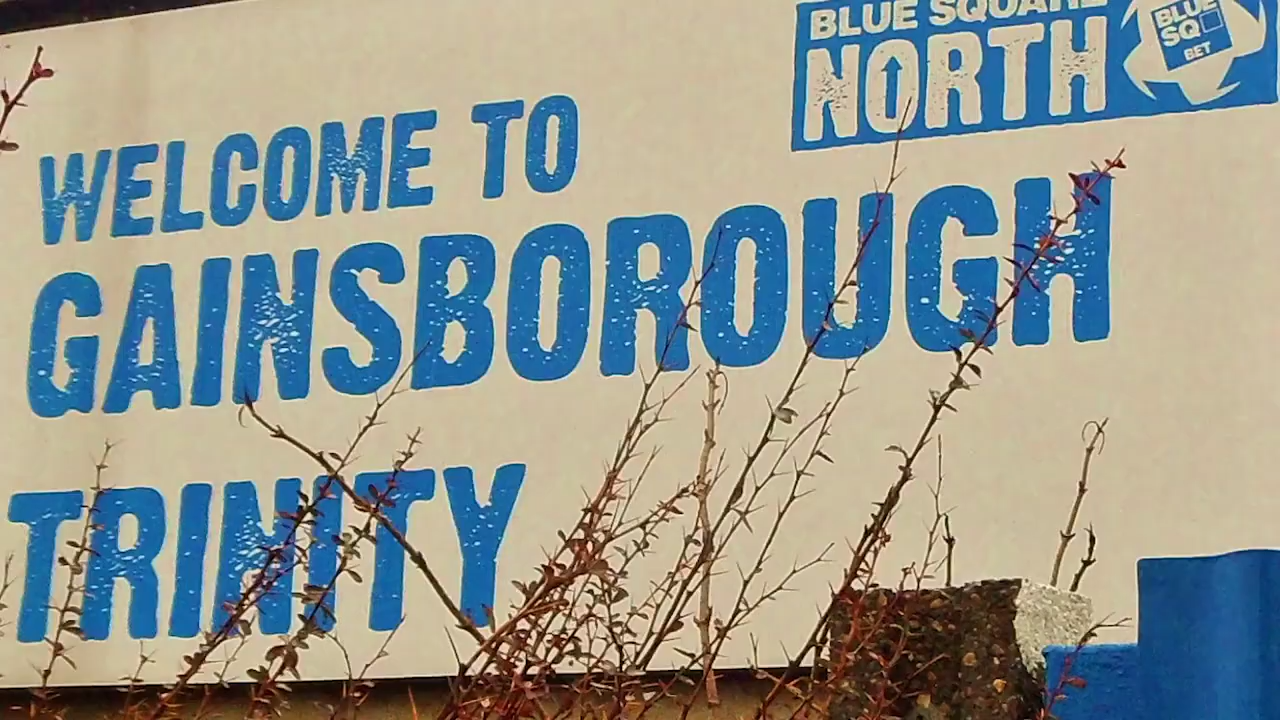 BLUE SQUARE
NORTH
BLUE
SQ
BET
WELCOME TO
GAINSBOROUGH
TRINITY